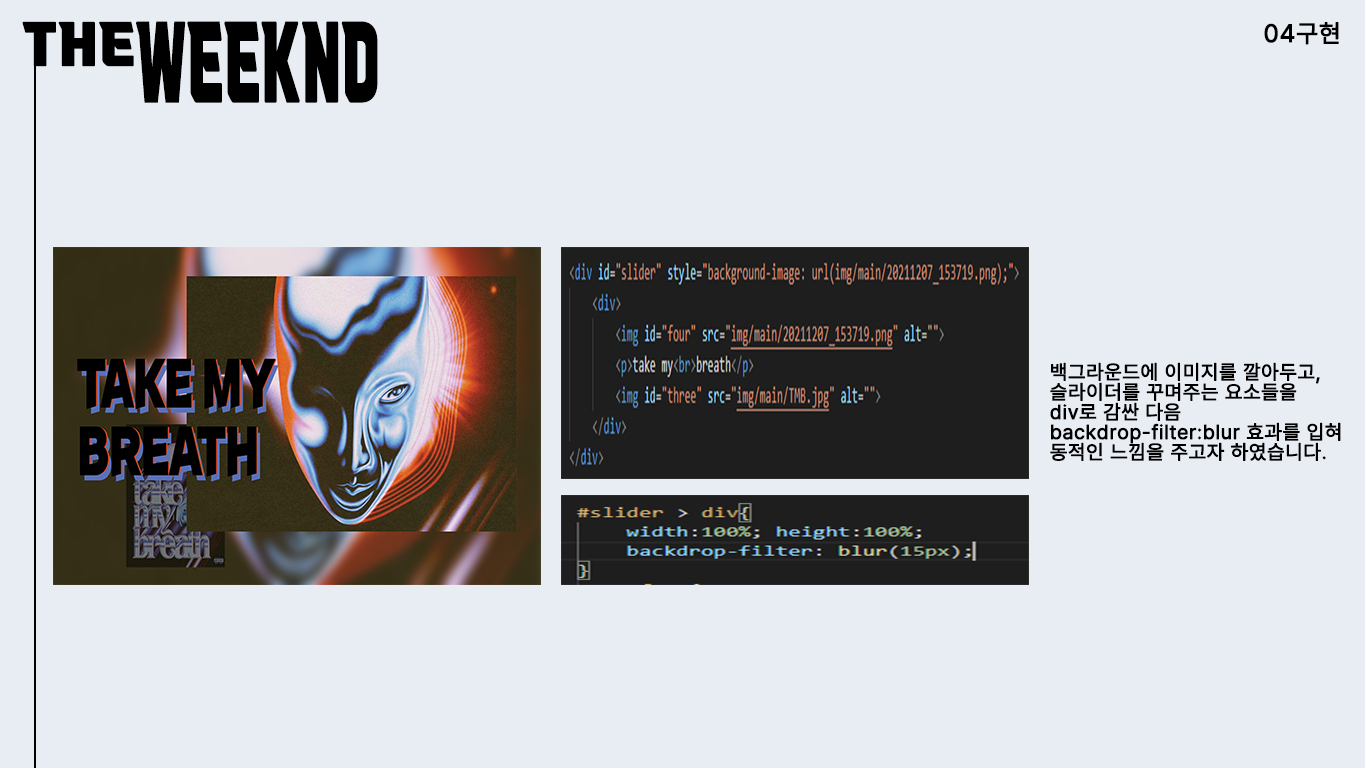 THE WEEKND
04구현
TAKE MY
BREATH
take
my
breath
<div id="slider" style="background-image: url(img/main/20211207_153719.png);">
<div>
<img id="four" src="img/main/20211207_153719.png" alt="">
<p>take my<br>breath</p>
<img id="three" src="img/main/TMB.jpg" alt="">
</div>
</div>
#slider > div{
width:100%; height:100%;
backdrop-filter: blur(15px);
}
백그라운드에 이미지를 깔아두고,
슬라이더를 꾸며주는 요소들을
div로 감싼 다음
backdrop-filter:blur 효과를 입혀
동적인 느낌을 주고자 하였습니다.